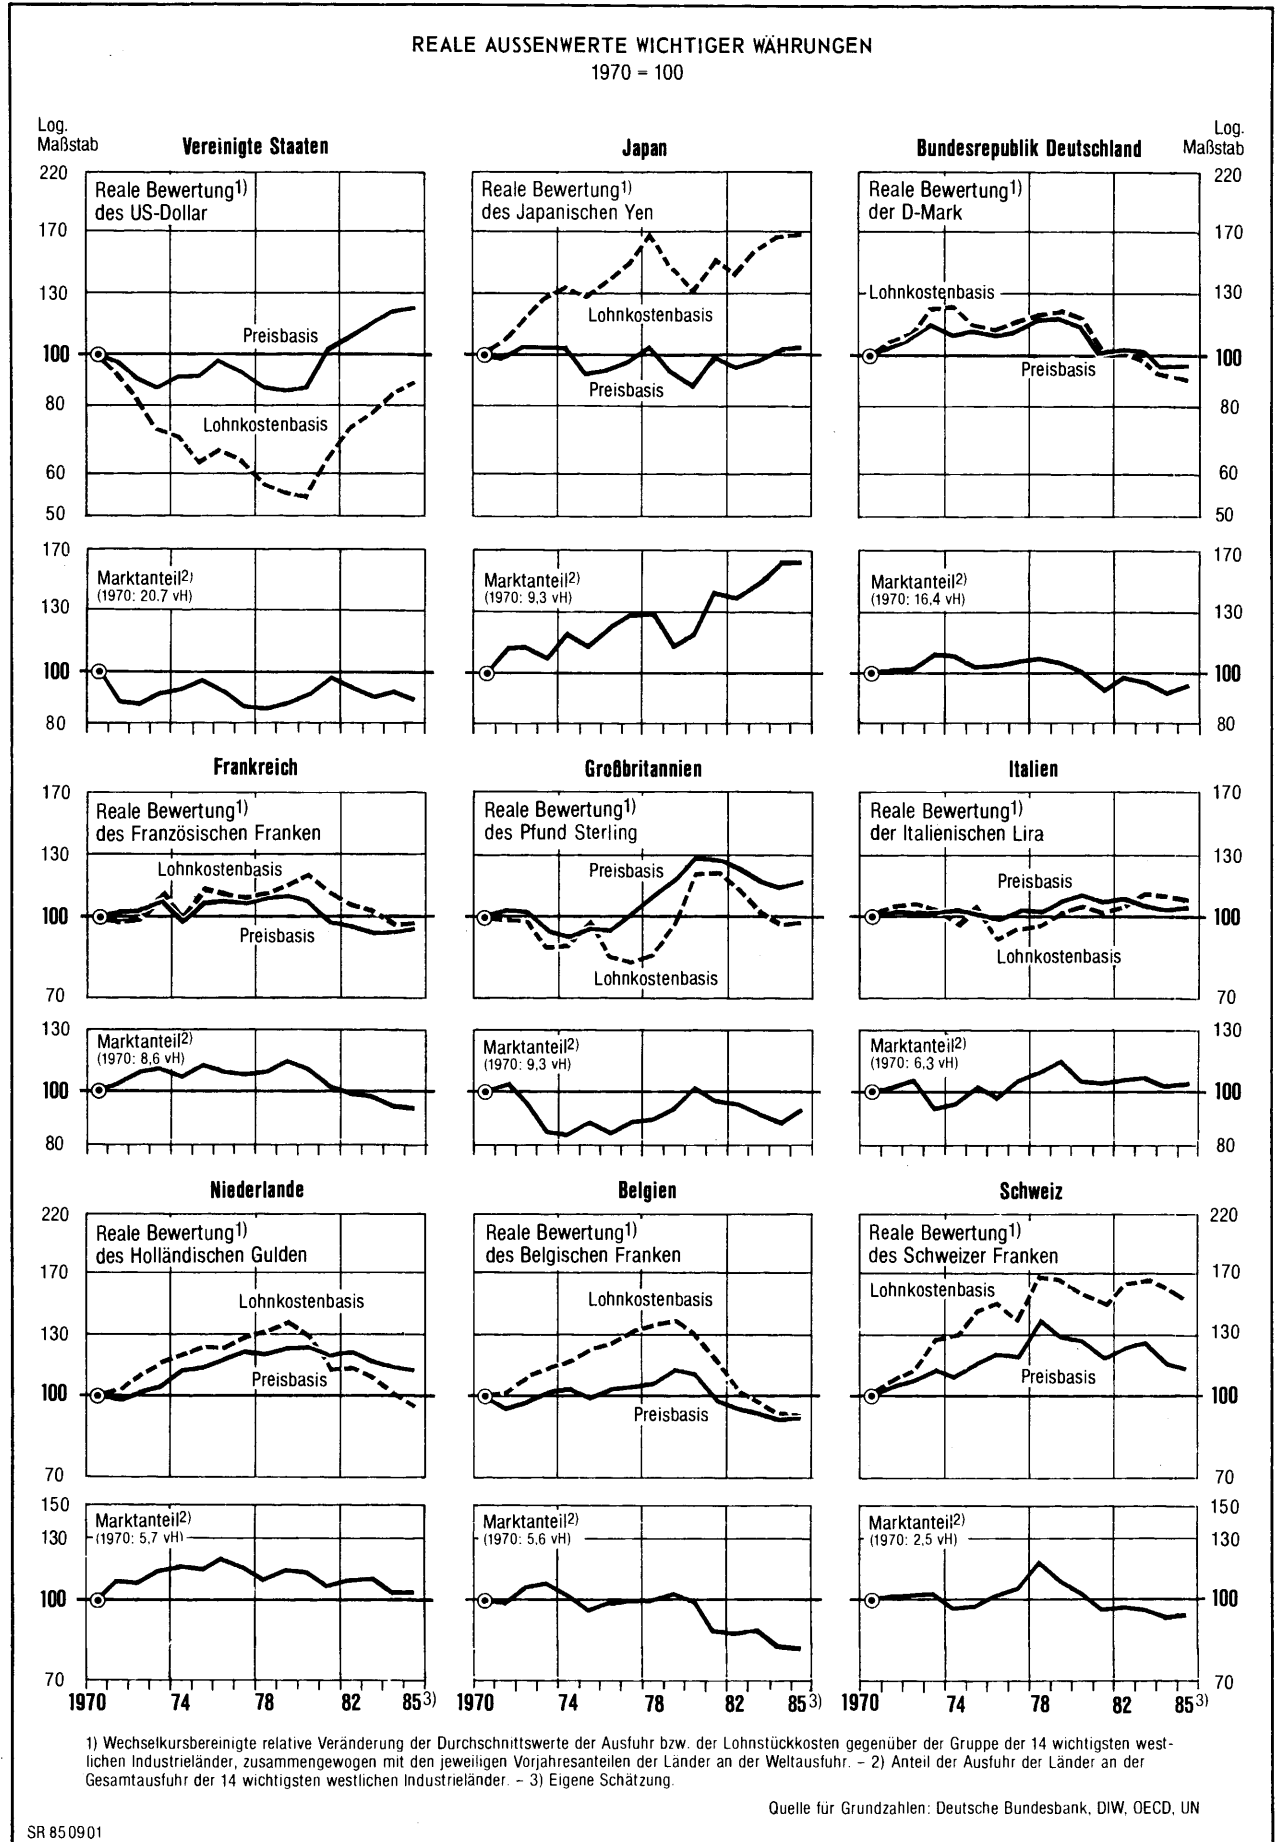 REALE AUSSENWERTE WICHTIGER WÄHRUNGEN
1970 = 100
Log.
Maßstab
Vereinigte Staaten
Japan
Bundesrepublik Deutschland
Log.
Maßstab
220
170
130
100
80
60
50
Reale Bewertung1)
des US-Dollar
Preisbasis
Lohnkostenbasis
Reale Bewertung1)
des Japanischen Yen
Lohnkostenbasis
Preisbasis
Reale Bewertung1)
der D-Mark
Lohnkostenbasis
Preisbasis
220
170
130
100
80
60
50
170
130
100
80
Marktanteil2)
(1970: 20.7 vH)
Marktanteil2)
(1970: 9,3 vH)
Marktanteil2)
(1970: 16,4 vH)
170
130
100
80
Frankreich
Großbritannien
Italien
170
130
100
70
Reale Bewertung1)
des Französischen Franken
Lohnkostenbasis
Preisbasis
Reale Bewertung1)
des Pfund Sterling
Preisbasis
Lohnkostenbasis
Reale Bewertung1)
der Italienischen Lira
Preisbasis
Lohnkostenbasis
170
130
100
70
130
100
80
Marktanteil2)
(1970: 8,6 vH)
Marktanteil2)
(1970: 9,3 vH)
Marktanteil2)
(1970: 6,3 vH)
130
100
80
Niederlande
Belgien
Schweiz
220
170
130
100
70
Reale Bewertung1)
des Holländischen Gulden
Lohnkostenbasis
Preisbasis
Reale Bewertung1)
des Belgischen Franken
Lohnkostenbasis
Preisbasis
Reale Bewertung1)
des Schweizer Franken
Lohnkostenbasis
Preisbasis
220
170
130
100
70
150
130
100
70
Marktanteil2)
(1970: 5,7 vH)
Marktanteil2)
(1970: 5,6 vH)
Marktanteil2)
(1970: 2,5 vH)
150
130
100
70
1970 74 78 82 853)
1970 74 78 82 853)
1970 74 78 82 853)
1) Wechselkursbereinigte relative Veränderung der Durchschnittswerte der Ausfuhr bzw. der Lohnstückkosten gegenüber der Gruppe der 14 wichtigsten west-
lichen Industrieländer, zusammengewogen mit den jeweiligen Vorjahresanteilen der Länder an der Weltausfuhr. – 2) Anteil der Ausfuhr der Länder an der
Gesamtausfuhr der 14 wichtigsten westlichen Industrieländer. – 3) Eigene Schätzung.
Quelle für Grundzahlen: Deutsche Bundesbank, DIW, OECD, UN
SR 850901